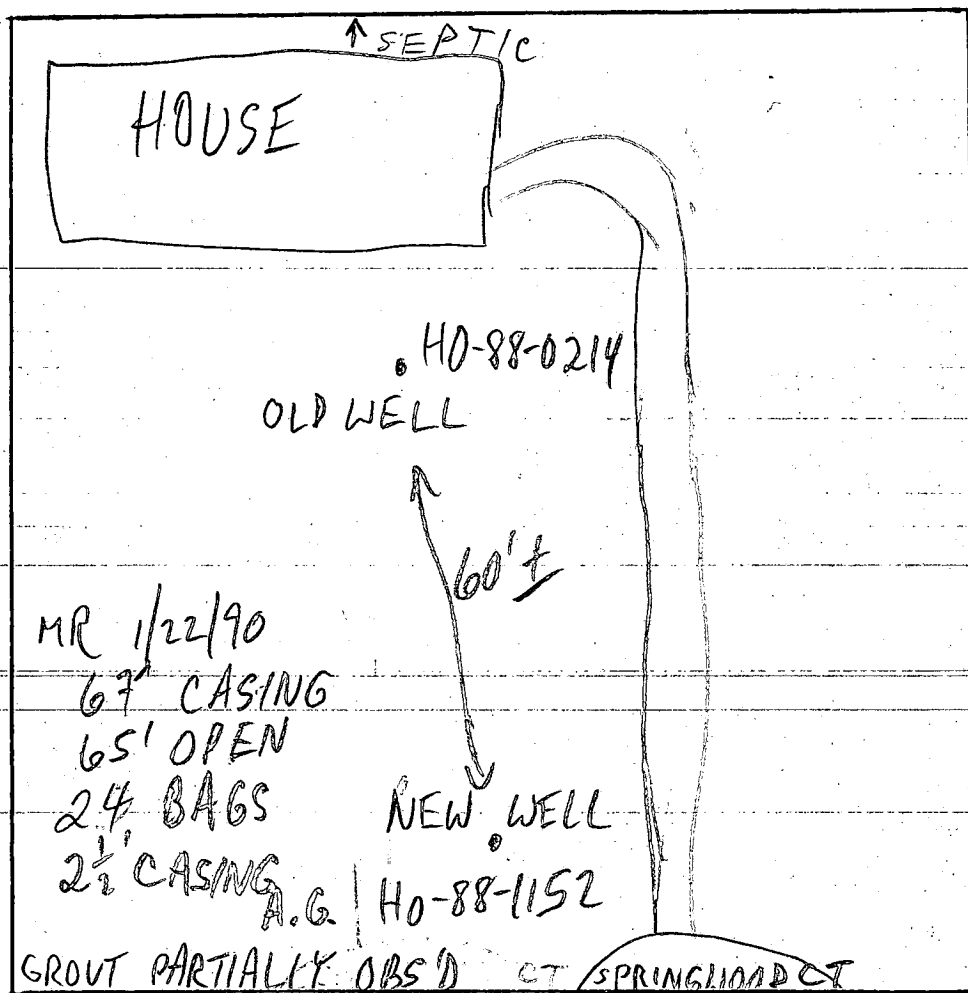 ↑ SEPTIC
HOUSE
HO-88-0214
OLD WELL
60'±
MR 1/22/90
67' CASING
65' OPEN
24 BAGS
2½' CASING A.G.
NEW WELL
HO-88-1152
GROUT PARTIALLY OBS'D
CT
SPRINGWOOD CT